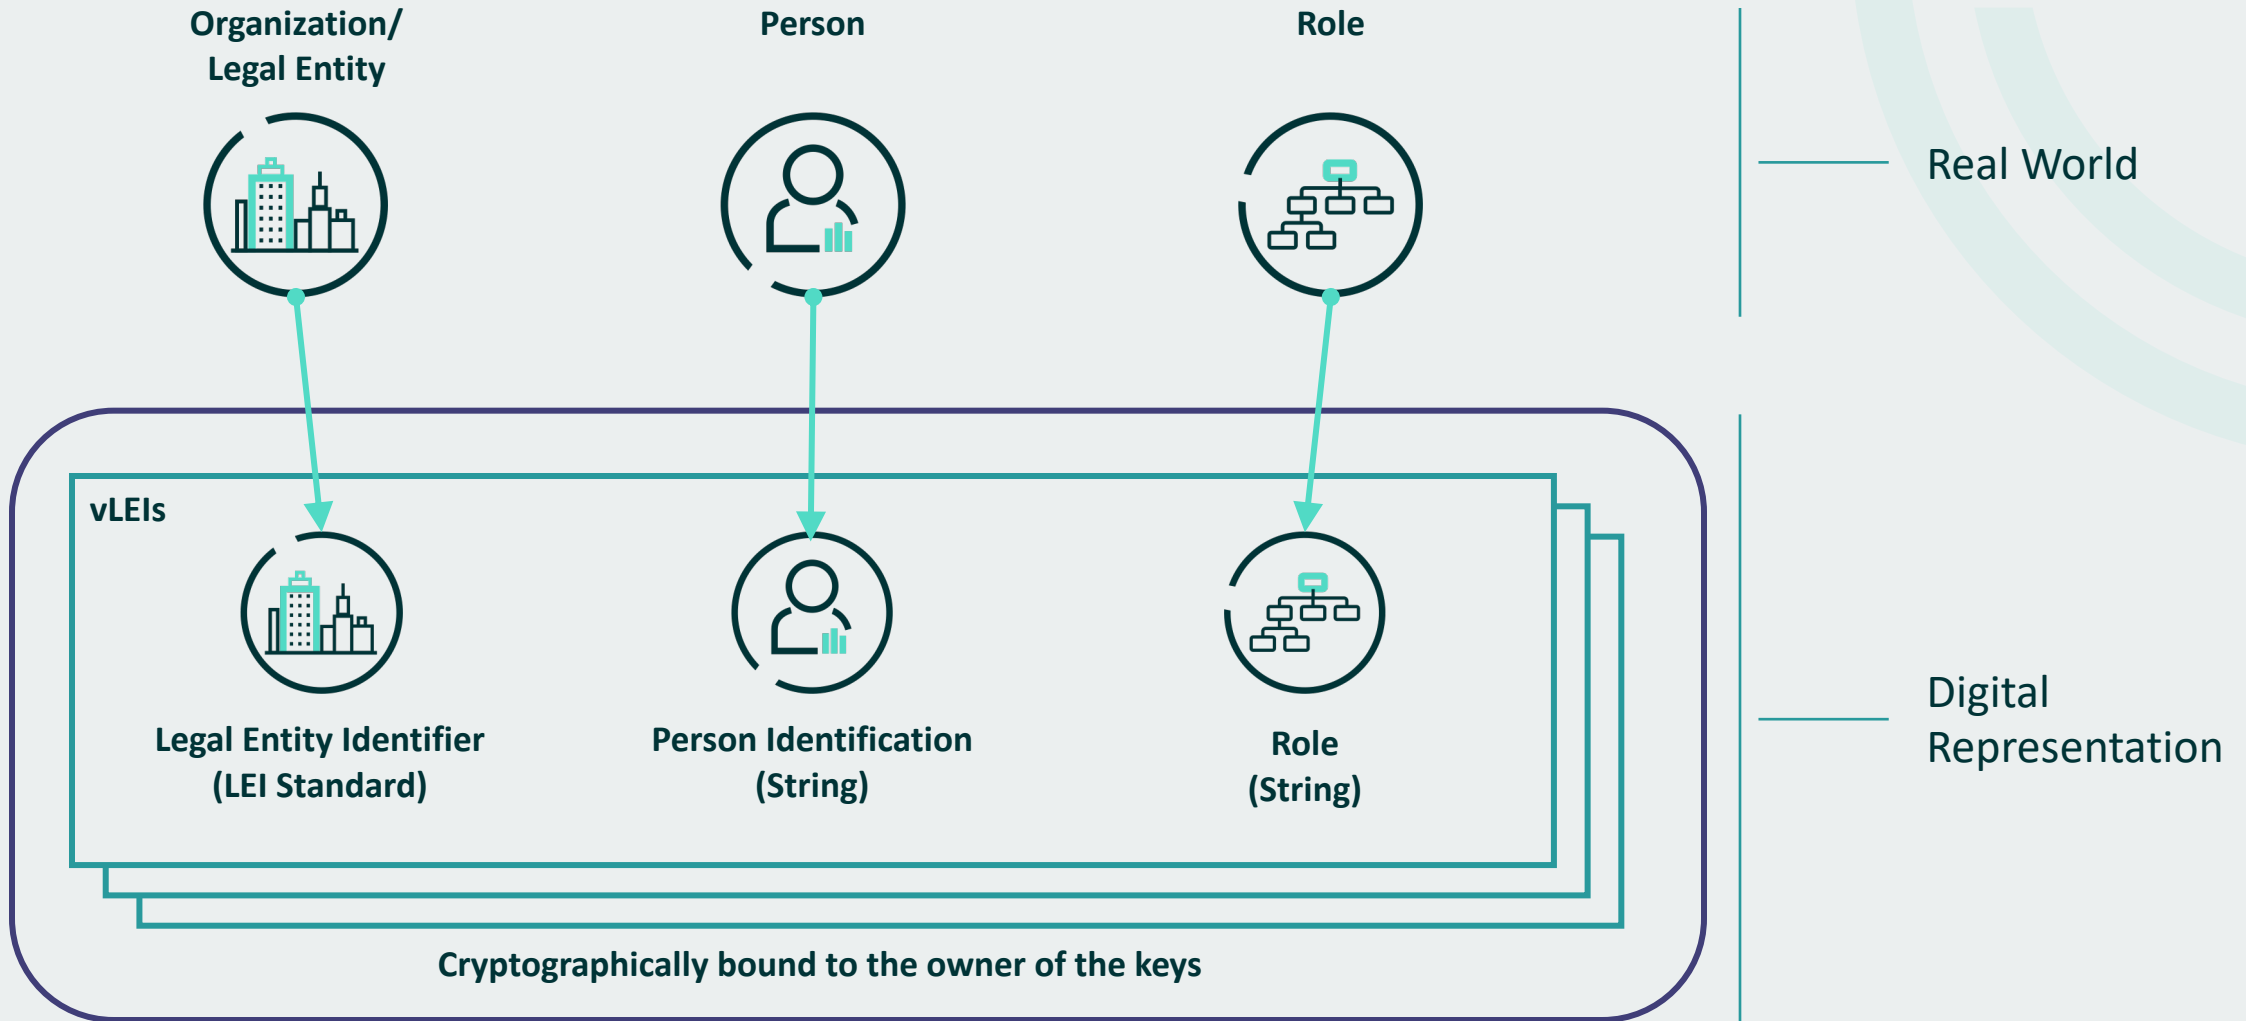 Organization/
Legal Entity
Person
Role
Real World
vLEIs
Legal Entity Identifier
(LEI Standard)
Person Identification
(String)
Role
(String)
Digital
Representation
Cryptographically bound to the owner of the keys